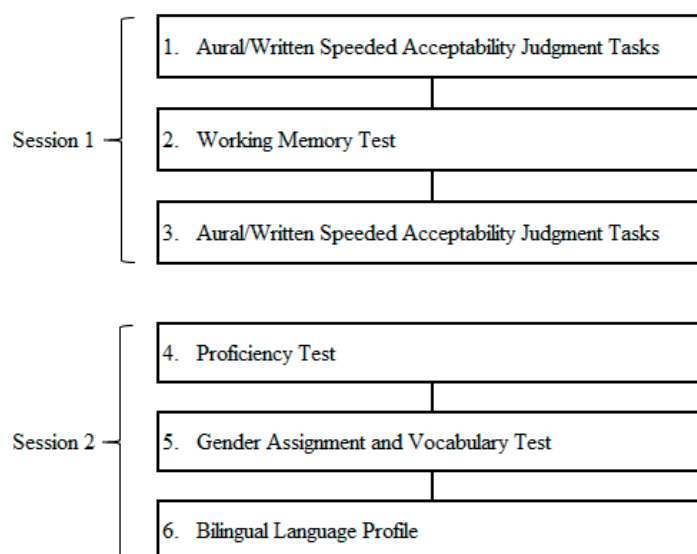 1. Aural/Written Speeded Acceptability Judgment Tasks
Session 1
2. Working Memory Test
3. Aural/Written Speeded Acceptability Judgment Tasks
4. Proficiency Test
Session 2
5. Gender Assignment and Vocabulary Test
6. Bilingual Language Profile